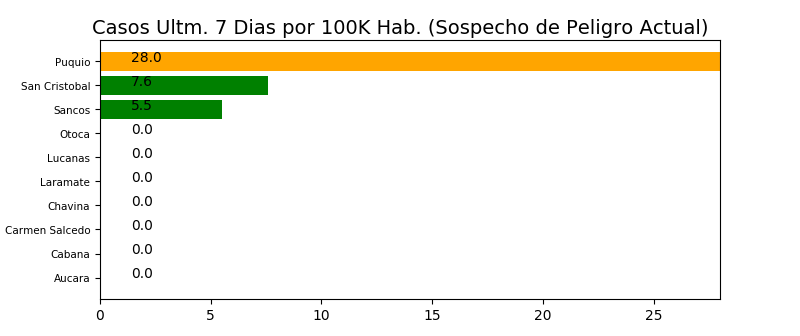 Casos Ultm. 7 Dias por 100K Hab. (Sospecho de Peligro Actual)
Puquio 28.0
San Cristobal 7.6
Sancos 5.5
Otoca 0.0
Lucanas 0.0
Laramate 0.0
Chavina 0.0
Carmen Salcedo 0.0
Cabana 0.0
Aucara 0.0
0 5 10 15 20 25